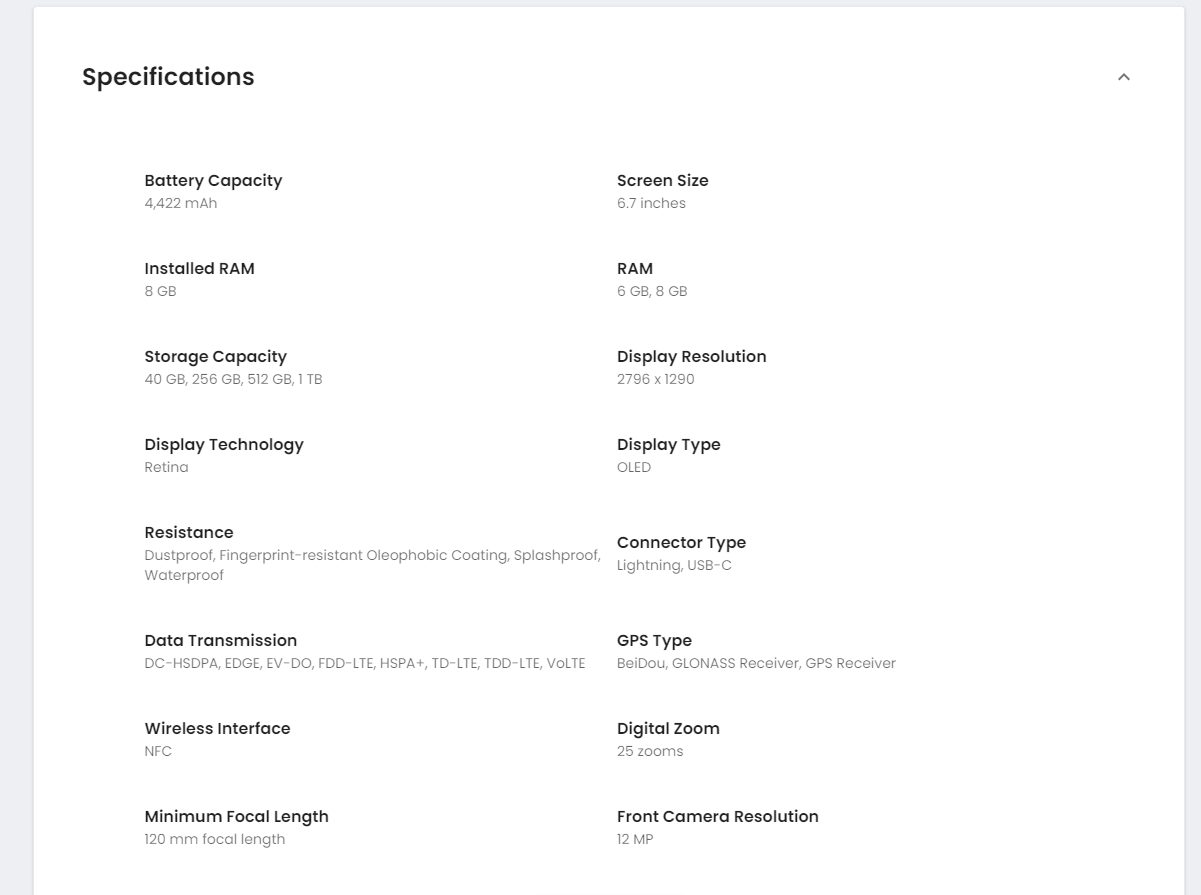 Specifications
Battery Capacity
4,422 mAh
Screen Size
6.7 inches
Installed RAM
8 GB
RAM
6 GB, 8 GB
Storage Capacity
40 GB, 256 GB, 512 GB, 1 TB
Display Resolution
2796 x 1290
Display Technology
Retina
Display Type
OLED
Resistance
Dustproof, Fingerprint-resistant Oleophobic Coating, Splashproof,
Waterproof
Connector Type
Lightning, USB-C
Data Transmission
DC-HSDPA, EDGE, EV-DO, FDD-LTE, HSPA+, TD-LTE, TDD-LTE, VoLTE
GPS Type
BeiDou, GLONASS Receiver, GPS Receiver
Wireless Interface
NFC
Digital Zoom
25 zooms
Minimum Focal Length
120 mm focal length
Front Camera Resolution
12 MP